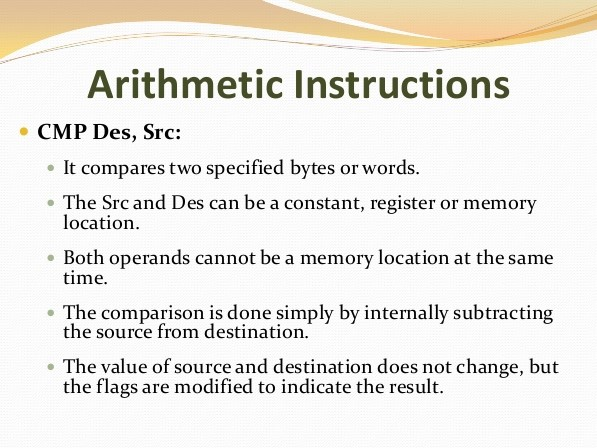 Arithmetic Instructions
CMP Des, Src:
It compares two specified bytes or words.
The Src and Des can be a constant, register or memory
location.
Both operands cannot be a memory location at the same
time.
The comparison is done simply by internally subtracting
the source from destination.
The value of source and destination does not change, but
the flags are modified to indicate the result.